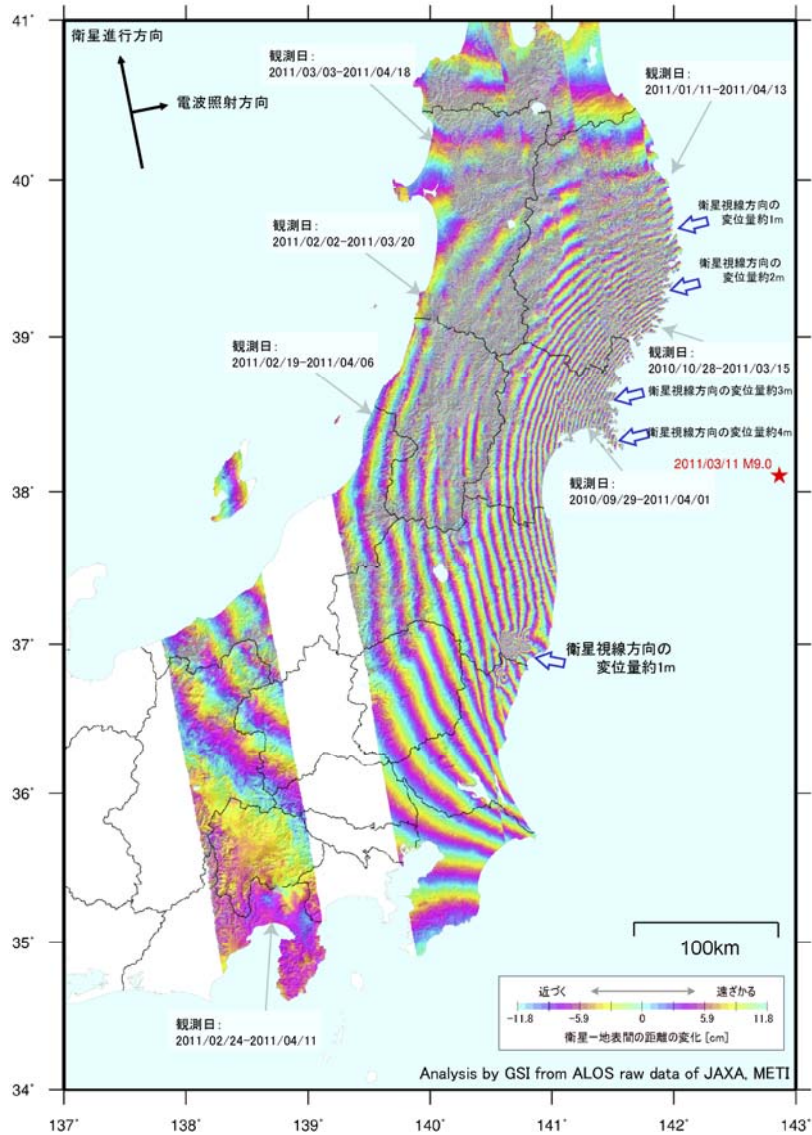 衛星進行方向
電波照射方向
観測日:
2011/03/03-2011/04/18
観測日:
2011/01/11-2011/04/13
衛星視線方向の
変位量約1m
観測日:
2011/02/02-2011/03/20
衛星視線方向の
変位量約2m
観測日:
2011/02/19-2011/04/06
観測日:
2010/10/28-2011/03/15
衛星視線方向の変位量約3m
衛星視線方向の変位量約4m
2011/03/11 M9.0
観測日:
2010/09/29-2011/04/01
衛星視線方向の
変位量約1m
観測日:
2011/02/24-2011/04/11
100km
近づく
遠ざかる
-11.8 -5.9 0 5.9 11.8
衛星ー地表間の距離の変化 [cm]
Analysis by GSI from ALOS raw data of JAXA, METI
41°
40°
39°
38°
37°
36°
35°
34°
137° 138° 139° 140° 141° 142° 143°